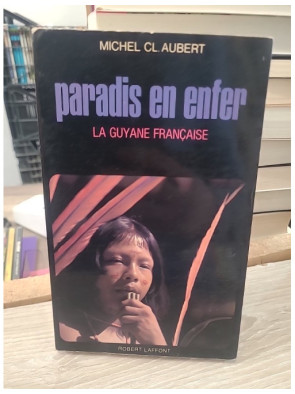 MICHEL CL. AUBERT
paradis en enfer
LA GUYANE FRANÇAISE
ROBERT LAFFONT